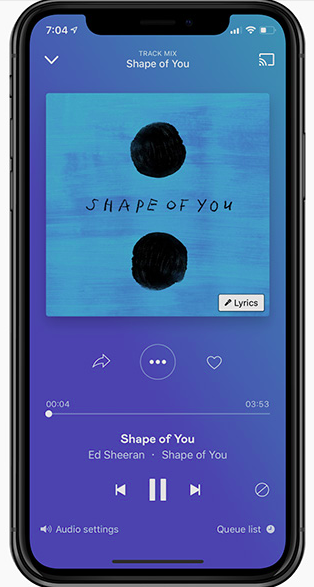 7:04
TRACK MIX
Shape of You
SHAPE OF YOU
Lyrics
00:04 03:53
Shape of You
Ed Sheeran · Shape of You
Audio settings Queue list